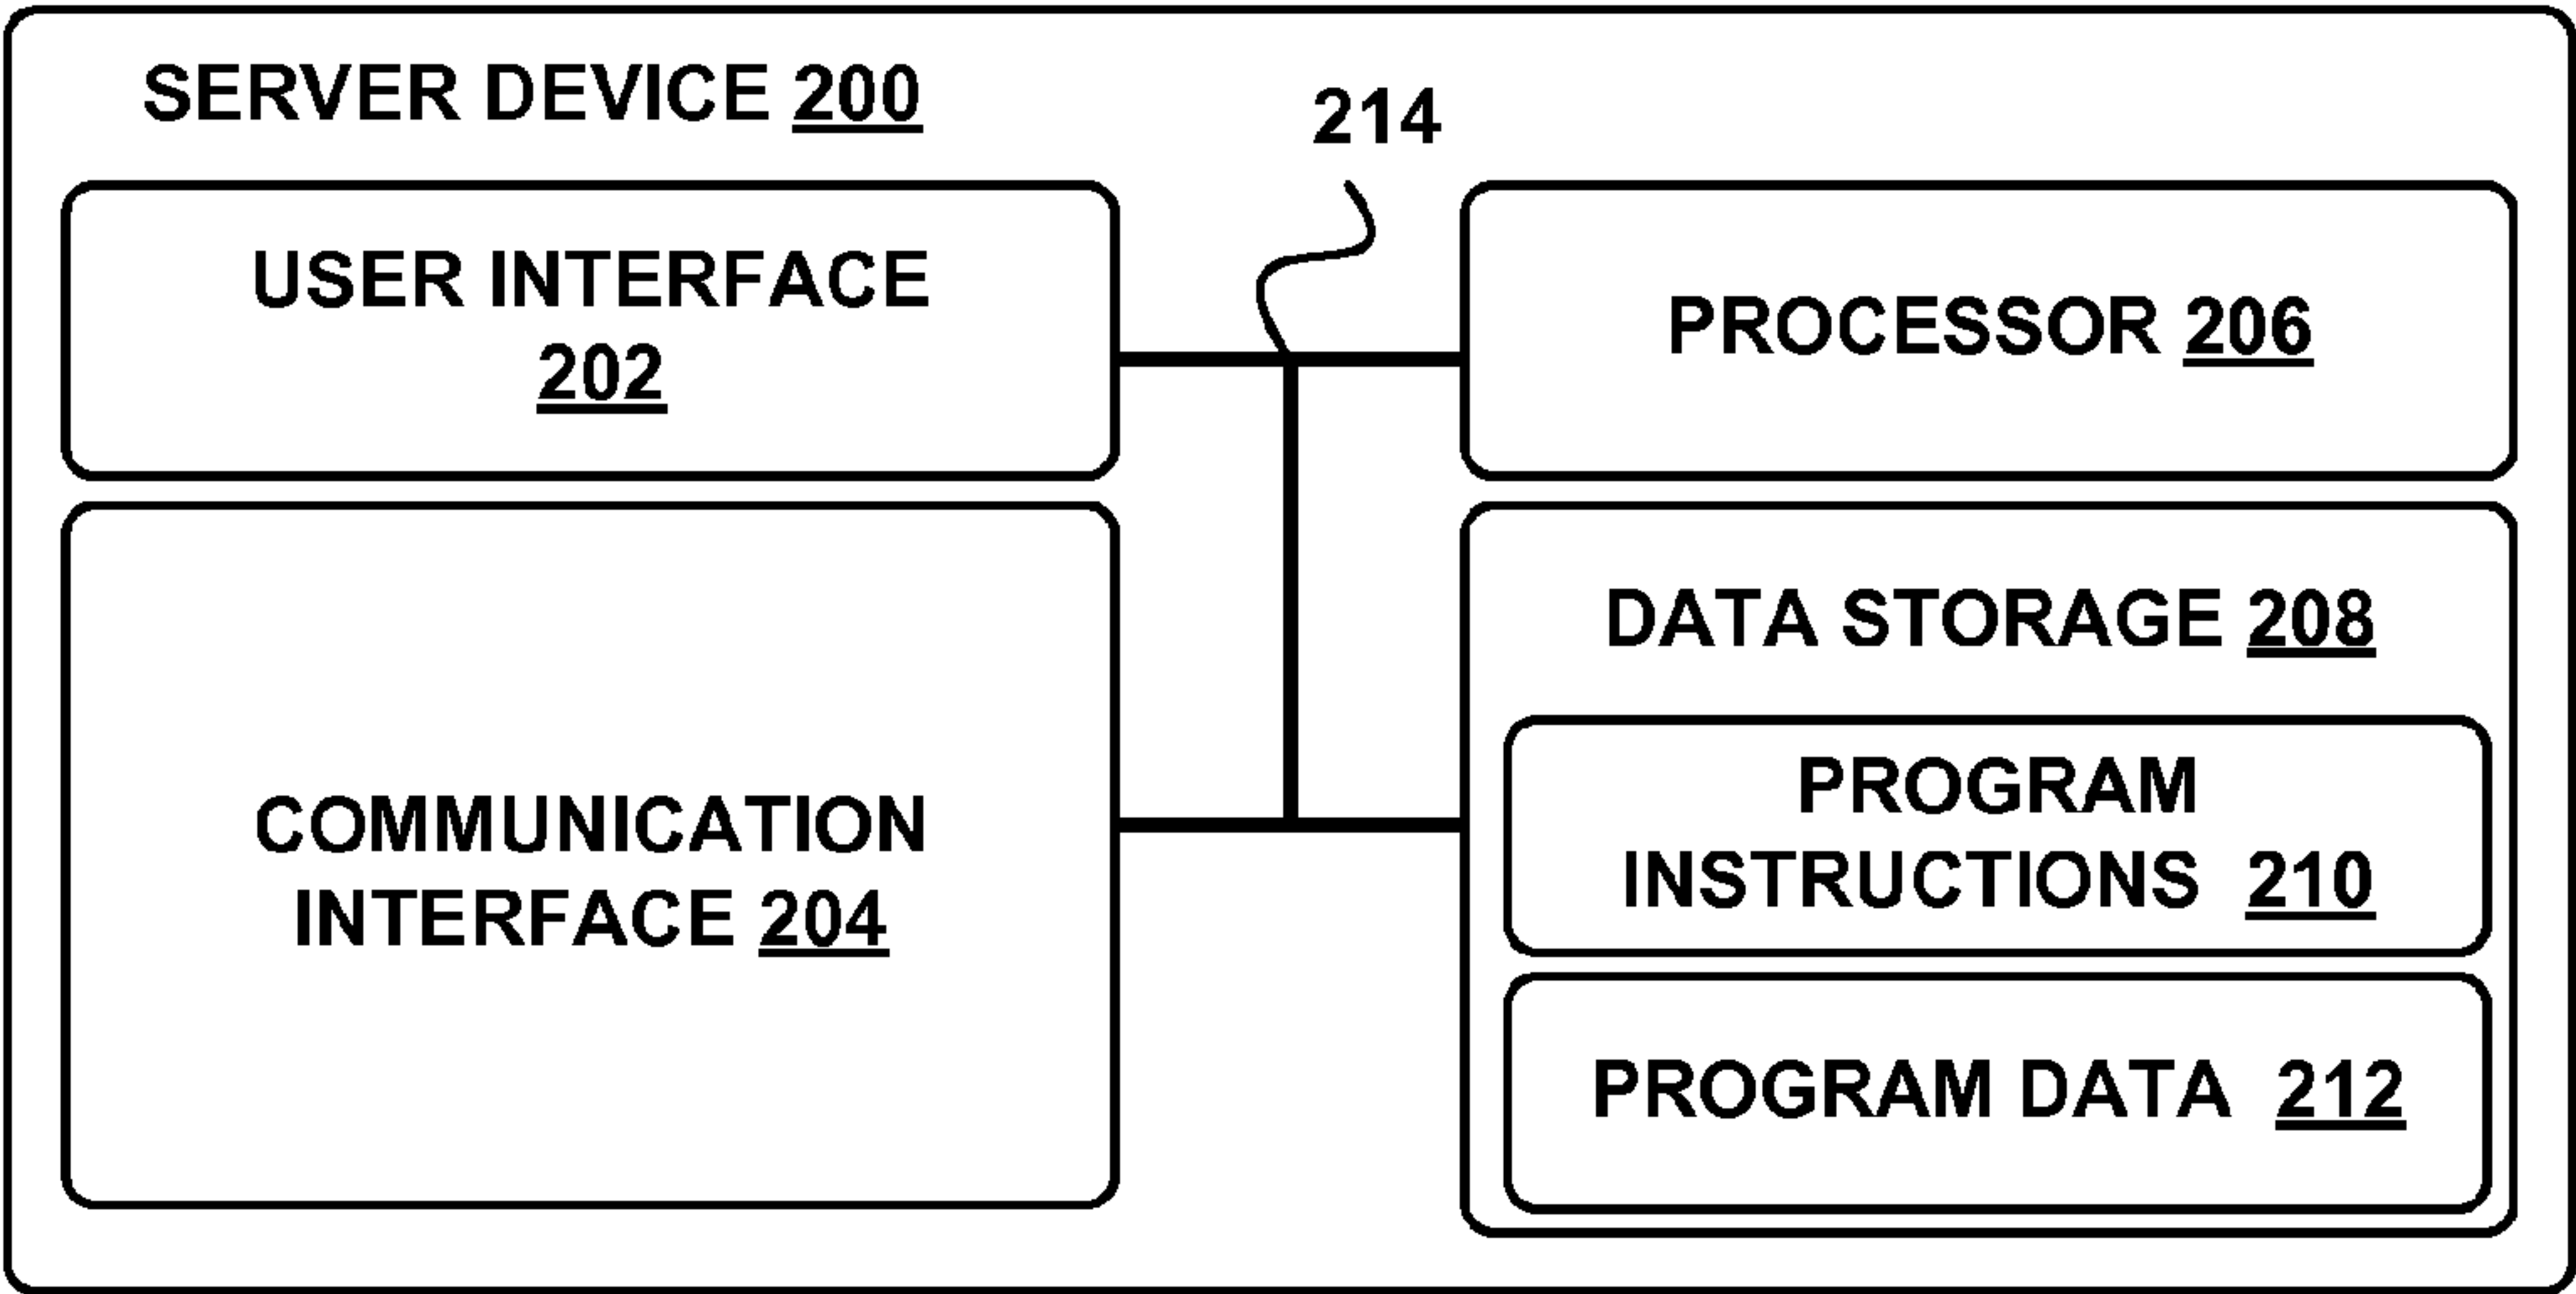 SERVER DEVICE 200
214
USER INTERFACE
202
PROCESSOR 206
COMMUNICATION
INTERFACE 204
DATA STORAGE 208
PROGRAM
INSTRUCTIONS 210
PROGRAM DATA 212